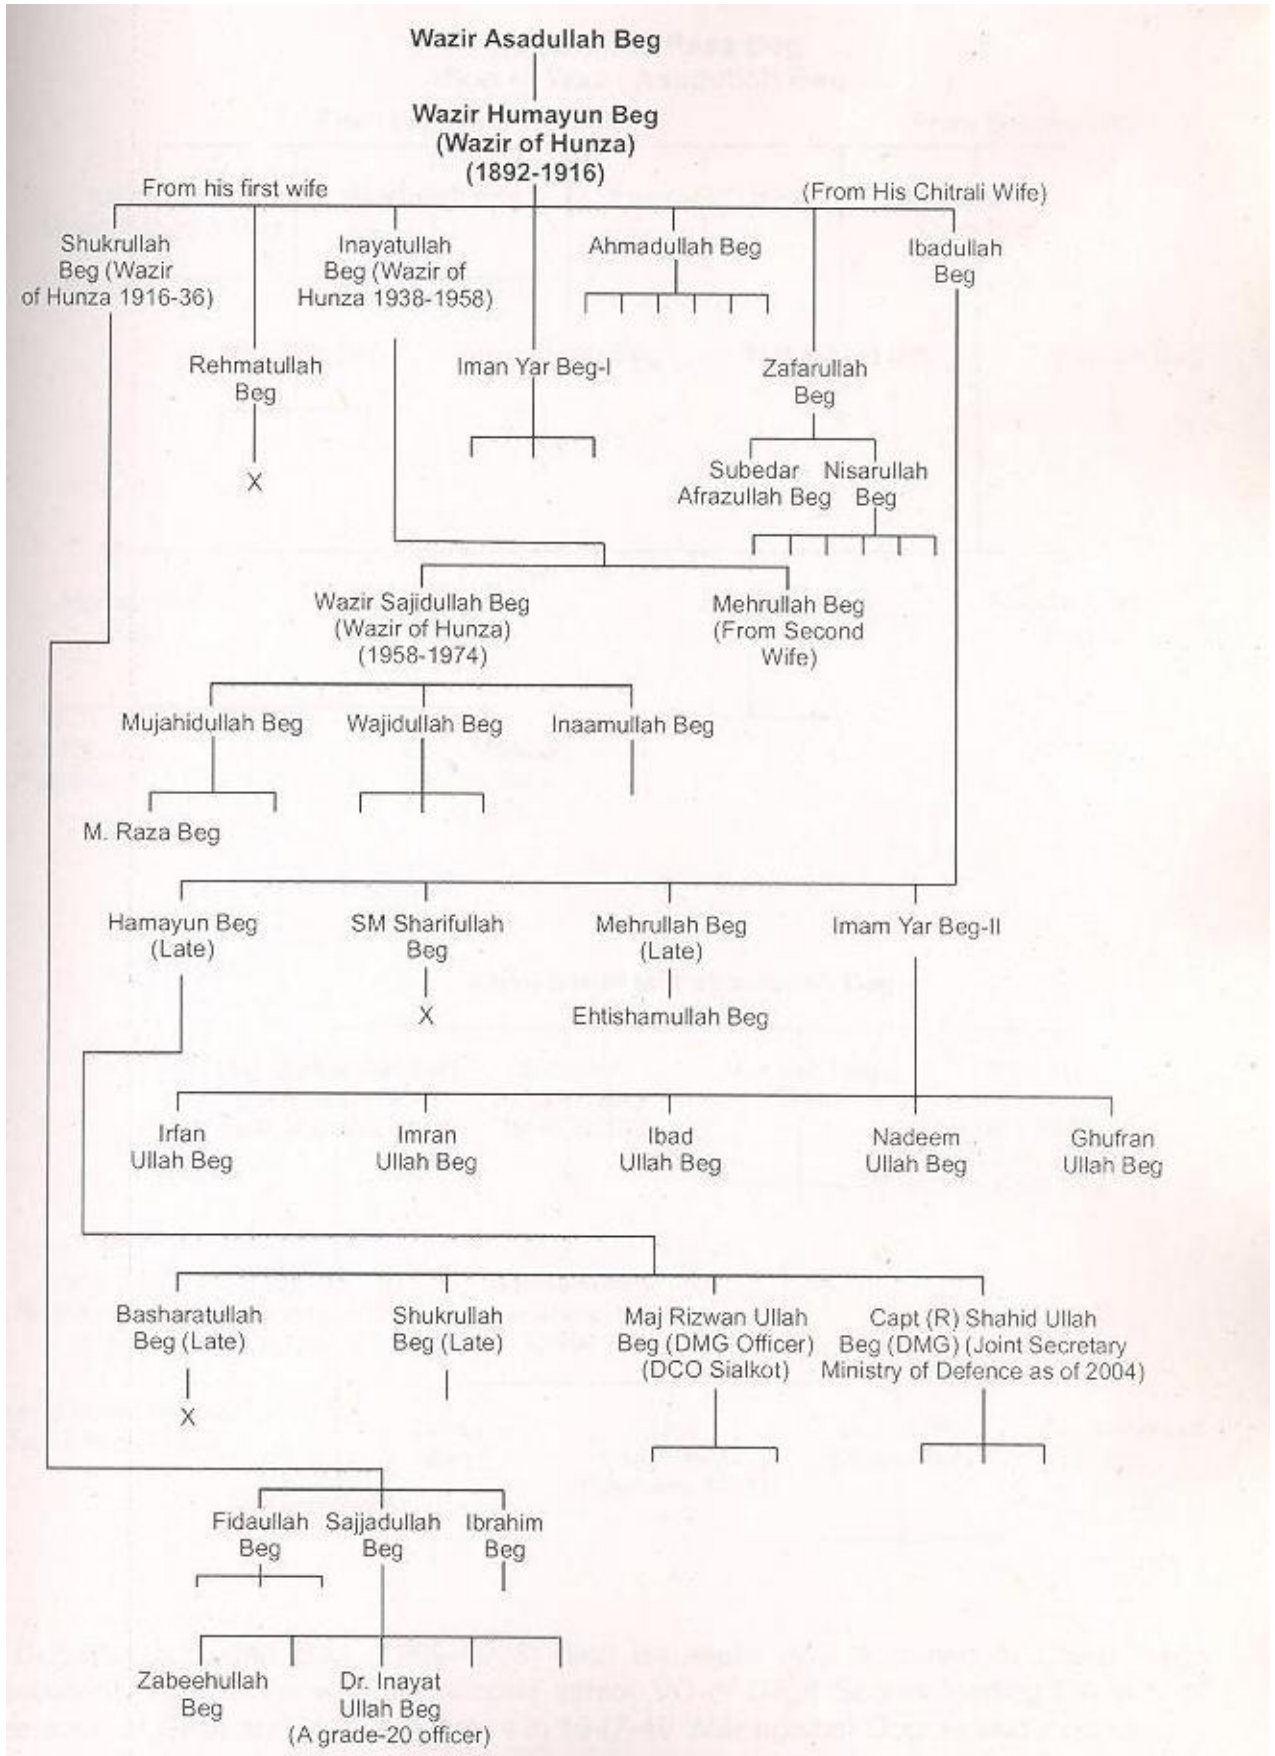 Wazir Asadullah Beg
Wazir Humayun Beg
(Wazir of Hunza)
(1892-1916)
From his first wife
(From His Chitrali Wife)
Shukrullah
Beg (Wazir
of Hunza 1916-36)
Inayatullah
Beg (Wazir of
Hunza 1938-1958)
Ahmadullah Beg
Ibadullah
Beg
Rehmatullah
Beg
X
Iman Yar Beg-I
Zafarullah
Beg
Subedar
Afrazullah Beg
Nisarullah
Beg
Wazir Sajidullah Beg
(Wazir of Hunza)
(1958-1974)
Mehrullah Beg
(From Second
Wife)
Mujahidullah Beg
Wajidullah Beg
Inaamullah Beg
M. Raza Beg
Hamayun Beg
(Late)
SM Sharifullah
Beg
X
Mehrullah Beg
(Late)
Ehtishamullah Beg
Imam Yar Beg-II
Irfan
Ullah Beg
Imran
Ullah Beg
Ibad
Ullah Beg
Nadeem
Ullah Beg
Ghufran
Ullah Beg
Basharatullah
Beg (Late)
X
Shukrullah
Beg (Late)
Maj Rizwan Ullah
Beg (DMG Officer)
(DCO Sialkot)
Capt (R) Shahid Ullah
Beg (DMG) (Joint Secretary
Ministry of Defence as of 2004)
Fidaullah
Beg
Sajjadullah
Beg
Ibrahim
Beg
Zabeehullah
Beg
Dr. Inayat
Ullah Beg
(A grade-20 officer)